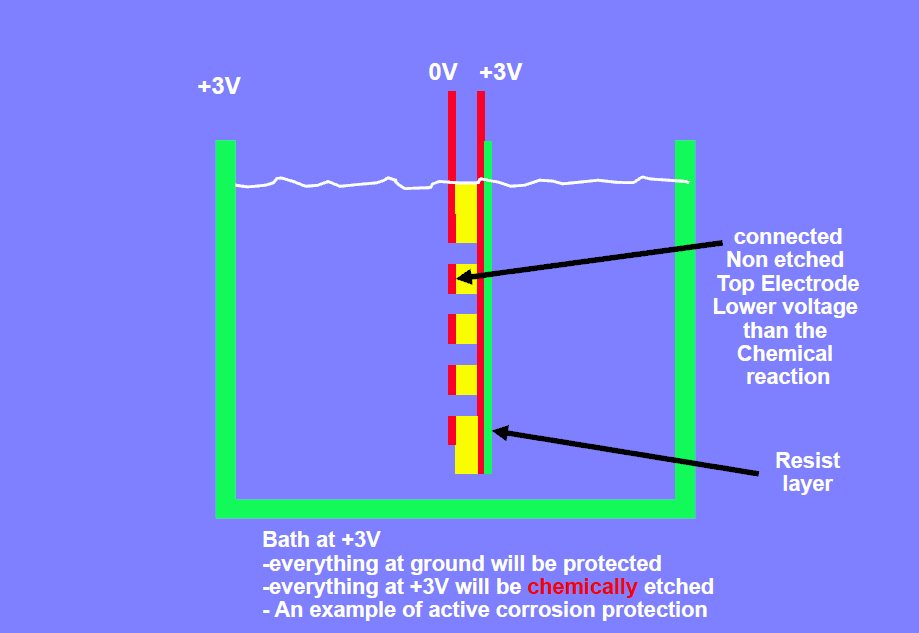 +3V
0V +3V
connected
Non etched
Top Electrode
Lower voltage
than the
Chemical
reaction
Resist
layer
Bath at +3V
-everything at ground will be protected
-everything at +3V will be chemically etched
- An example of active corrosion protection